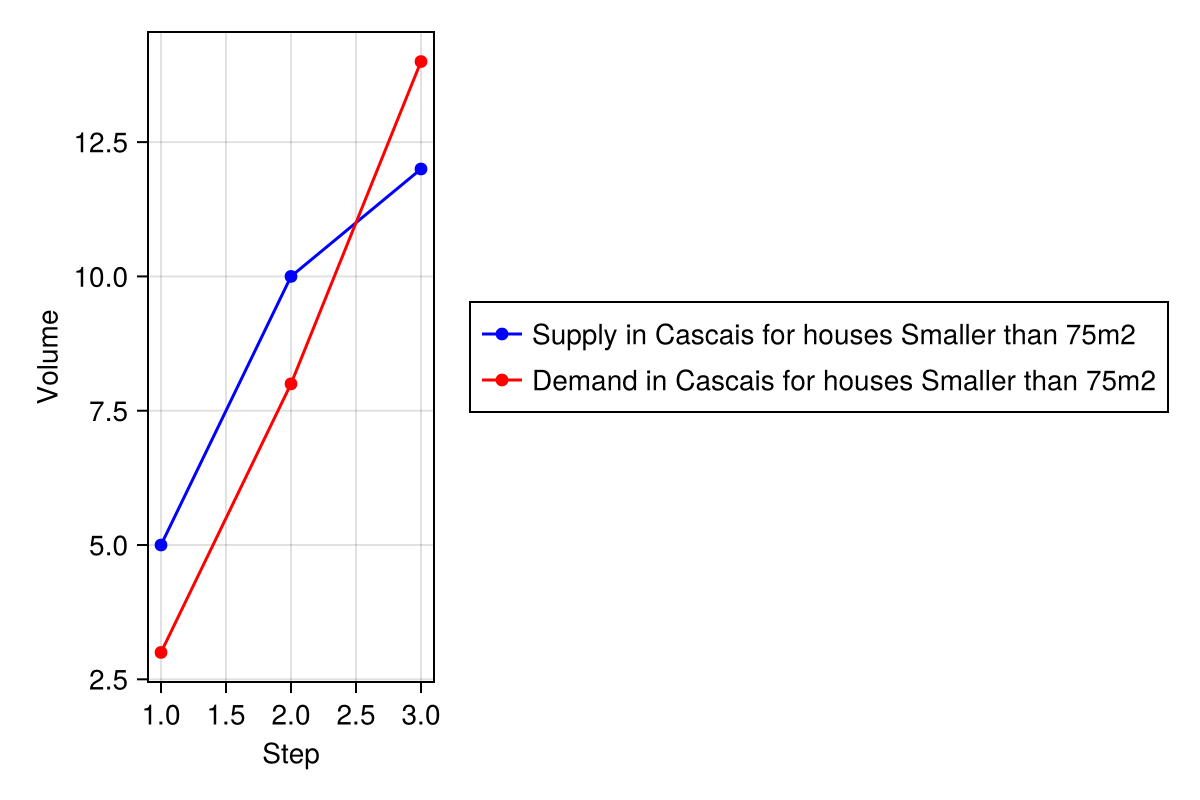 Volume
12.5
10.0
7.5
5.0
2.5
1.0 1.5 2.0 2.5 3.0
Step
Supply in Cascais for houses Smaller than 75m2
Demand in Cascais for houses Smaller than 75m2